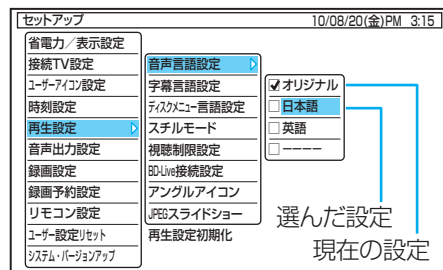 セットアップ
10/08/20(金)PM 3:15
省電力／表示設定
接続TV設定
ユーザーアイコン設定
時刻設定
再生設定
音声出力設定
録画設定
録画予約設定
リモコン設定
ユーザー設定リセット
システム・バージョンアップ
音声言語設定
字幕言語設定
ディスクメニュー言語設定
スチルモード
視聴制限設定
BD-Live接続設定
アングルアイコン
JPEGスライドショー
再生設定初期化
オリジナル
日本語
英語
----
選んだ設定
現在の設定